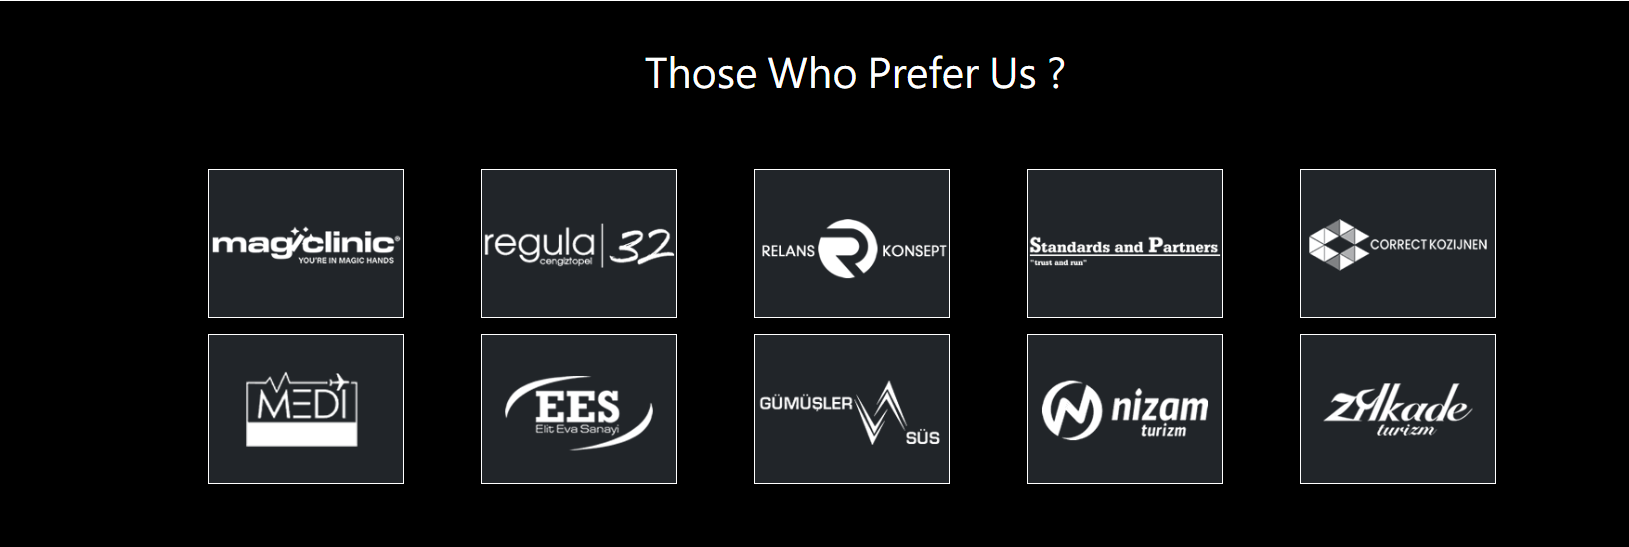 Those Who Prefer Us ?
magiclinic®
YOU'RE IN MAGIC HANDS
regula 32
cengiztopel
RELANS R KONSEPT
Standards and Partners
"trust and run"
CORRECT KOZIJNEN
MEDI
EES
Elit Eva Sanayi
GÜMÜŞLER
SÜS
nizam
turizm
zylkade
turizm